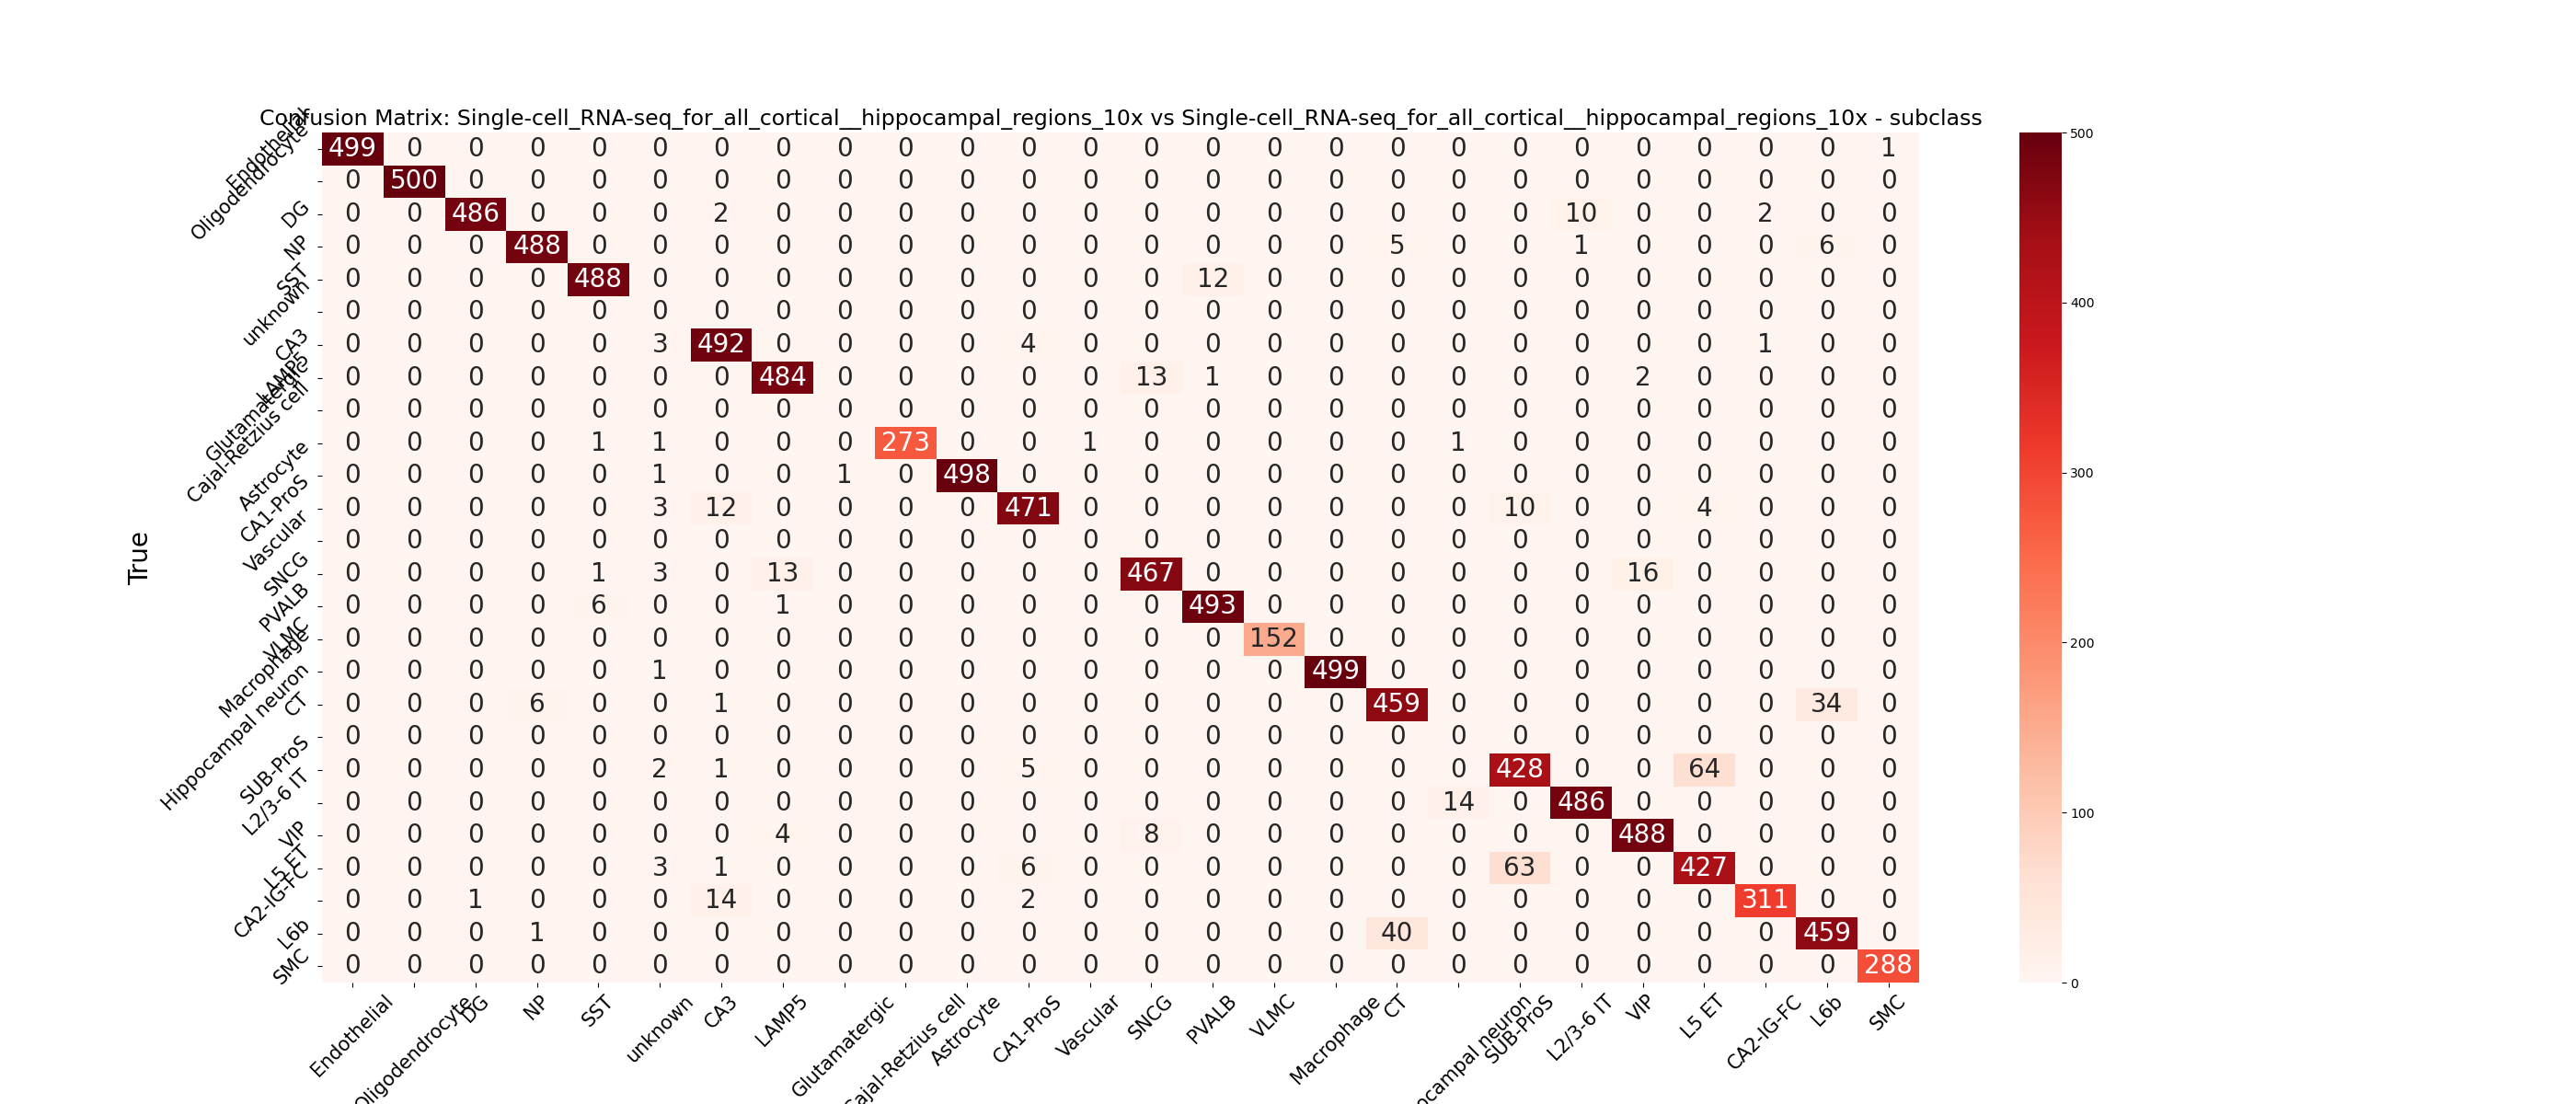 Confusion Matrix: Single-cell_RNA-seq_for_all_cortical__hippocampal_regions_10x vs Single-cell_RNA-seq_for_all_cortical__hippocampal_regions_10x - subclass
True
Endothelial 499 0 0 0 0 0 0 0 0 0 0 0 0 0 0 0 0 0 0 0 0 0 0 0 0 1
Oligodendrocyte 0 500 0 0 0 0 0 0 0 0 0 0 0 0 0 0 0 0 0 0 0 0 0 0 0 0
DG 0 0 486 0 0 0 2 0 0 0 0 0 0 0 0 0 0 0 0 0 10 0 0 2 0 0
NP 0 0 0 488 0 0 0 0 0 0 0 0 0 0 0 0 0 5 0 0 1 0 0 0 6 0
SST 0 0 0 0 488 0 0 0 0 0 0 0 0 0 12 0 0 0 0 0 0 0 0 0 0 0
unknown 0 0 0 0 0 0 0 0 0 0 0 0 0 0 0 0 0 0 0 0 0 0 0 0 0 0
CA3 0 0 0 0 0 3 492 0 0 0 0 4 0 0 0 0 0 0 0 0 0 0 0 1 0 0
LAMP5 0 0 0 0 0 0 0 484 0 0 0 0 0 13 1 0 0 0 0 0 0 2 0 0 0 0
Glutamatergic 0 0 0 0 0 0 0 0 0 0 0 0 0 0 0 0 0 0 0 0 0 0 0 0 0 0
Cajal-Retzius cell 0 0 0 0 1 1 0 0 0 273 0 0 1 0 0 0 0 0 1 0 0 0 0 0 0 0
Astrocyte 0 0 0 0 0 1 0 0 1 0 498 0 0 0 0 0 0 0 0 0 0 0 0 0 0 0
CA1-ProS 0 0 0 0 0 3 12 0 0 0 0 471 0 0 0 0 0 0 0 10 0 0 4 0 0 0
Vascular 0 0 0 0 0 0 0 0 0 0 0 0 0 0 0 0 0 0 0 0 0 0 0 0 0 0
SNCG 0 0 0 0 1 3 0 13 0 0 0 0 0 467 0 0 0 0 0 0 0 16 0 0 0 0
PVALB 0 0 0 0 6 0 0 1 0 0 0 0 0 0 493 0 0 0 0 0 0 0 0 0 0 0
VLMC 0 0 0 0 0 0 0 0 0 0 0 0 0 0 0 152 0 0 0 0 0 0 0 0 0 0
Macrophage 0 0 0 0 0 1 0 0 0 0 0 0 0 0 0 0 499 0 0 0 0 0 0 0 0 0
CT 0 0 0 6 0 0 1 0 0 0 0 0 0 0 0 0 0 459 0 0 0 0 0 0 34 0
Hippocampal neuron 0 0 0 0 0 0 0 0 0 0 0 0 0 0 0 0 0 0 0 0 0 0 0 0 0 0
SUB-ProS 0 0 0 0 0 2 1 0 0 0 0 5 0 0 0 0 0 0 0 428 0 0 64 0 0 0
L2/3-6 IT 0 0 0 0 0 0 0 0 0 0 0 0 0 0 0 0 0 0 14 0 486 0 0 0 0 0
VIP 0 0 0 0 0 0 0 4 0 0 0 0 0 8 0 0 0 0 0 0 0 488 0 0 0 0
L5 ET 0 0 0 0 0 3 1 0 0 0 0 6 0 0 0 0 0 0 0 63 0 0 427 0 0 0
CA2-IG-FC 0 0 1 0 0 0 14 0 0 0 0 2 0 0 0 0 0 0 0 0 0 0 0 311 0 0
L6b 0 0 0 1 0 0 0 0 0 0 0 0 0 0 0 0 0 40 0 0 0 0 0 0 459 0
SMC 0 0 0 0 0 0 0 0 0 0 0 0 0 0 0 0 0 0 0 0 0 0 0 0 0 288
Endothelial
Oligodendrocyte
DG
NP
SST
unknown
CA3
LAMP5
Glutamatergic
Cajal-Retzius cell
Astrocyte
CA1-ProS
Vascular
SNCG
PVALB
VLMC
Macrophage
CT
ocampal neuron
SUB-ProS
L2/3-6 IT
VIP
L5 ET
CA2-IG-FC
L6b
SMC
500
400
300
200
100
0